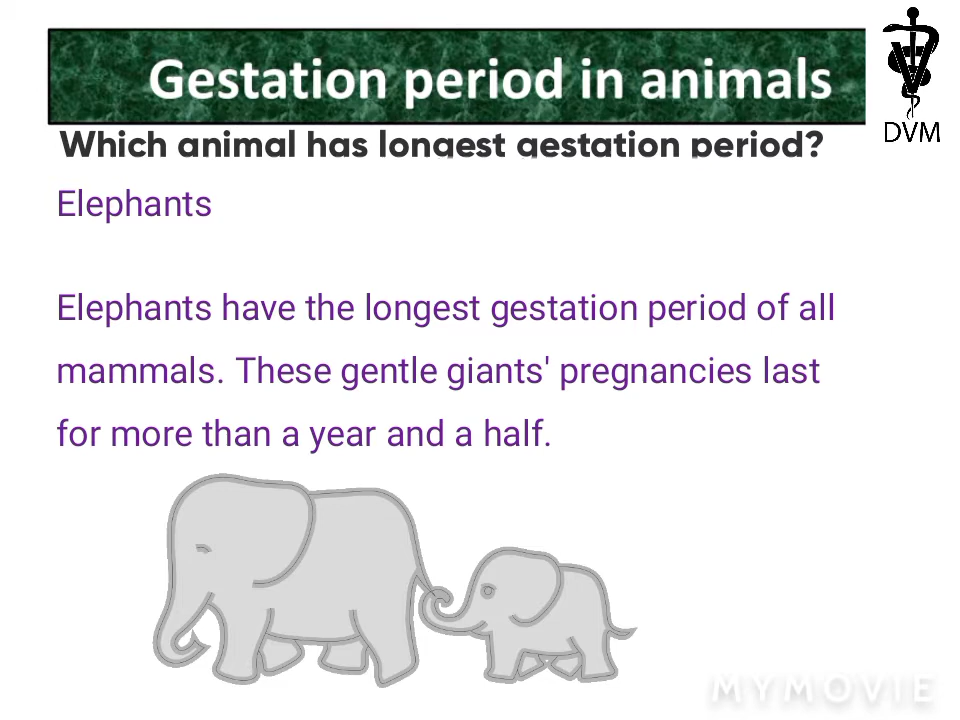 Gestation period in animals
DVM
Which animal has longest gestation period?
Elephants
Elephants have the longest gestation period of all
mammals. These gentle giants' pregnancies last
for more than a year and a half.
MYMOVIE